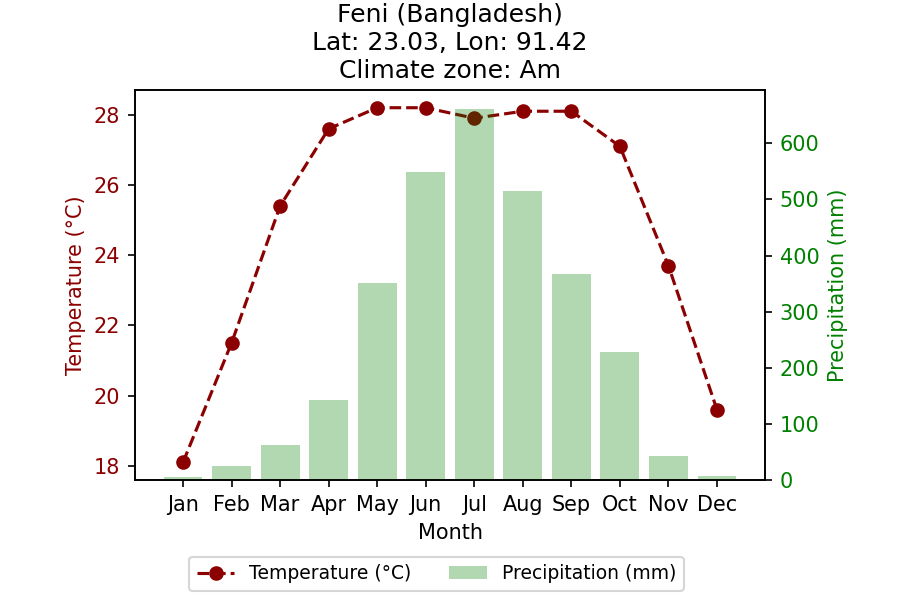 Feni (Bangladesh)
Lat: 23.03, Lon: 91.42
Climate zone: Am
28
26
24
22
20
18
Temperature (°C)
600
500
400
300
200
100
0
Precipitation (mm)
Jan Feb Mar Apr May Jun Jul Aug Sep Oct Nov Dec
Month
Temperature (°C) Precipitation (mm)